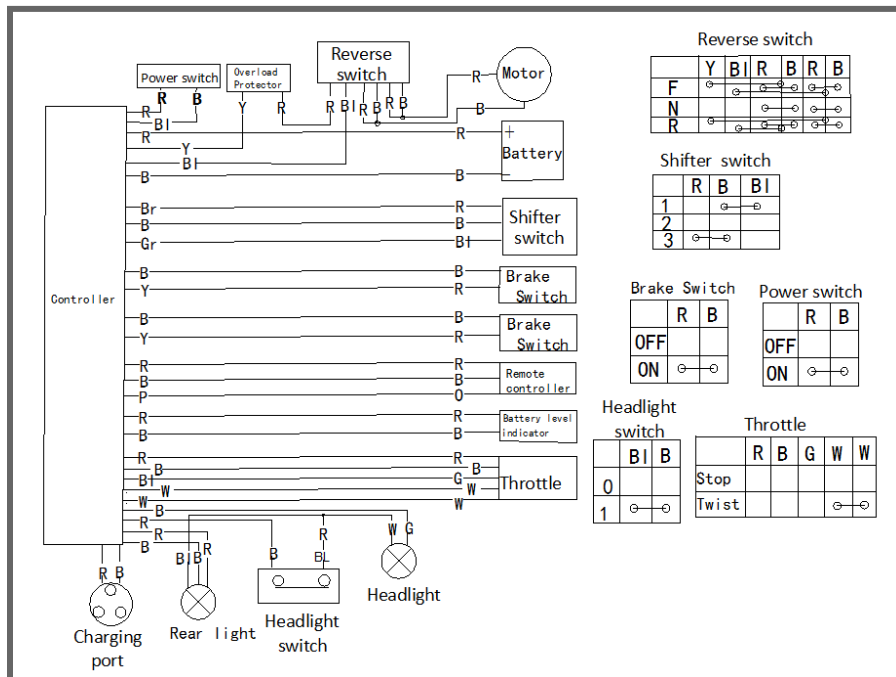 Reverse switch
Y Bl R B R B
F
N
R
Shifter switch
R B Bl
1
2
3
Brake Switch
R B
OFF
ON
Power switch
R B
OFF
ON
Headlight
switch
Bl B
0
1
Throttle
R B G W W
Stop
Twist
Power switch
R B
Overload
Protector
Y R
Reverse
switch
R Bl R B R B
Motor
R
B
Controller
R
Bl
R R
Y
Bl
B B
+
Battery
-
Br R
B B
Gr Bl
Shifter
switch
B B
Y R
Brake
Switch
B B
Y R
Brake
Switch
R R
B B
P O
Remote
controller
R R
B B
Battery level
indicator
R R
B B
Bl G
W W
W W
Throttle
B
R
R
B
R B
Charging
port
Bl B R
Rear light
B R
BL
Headlight
switch
W G
Headlight